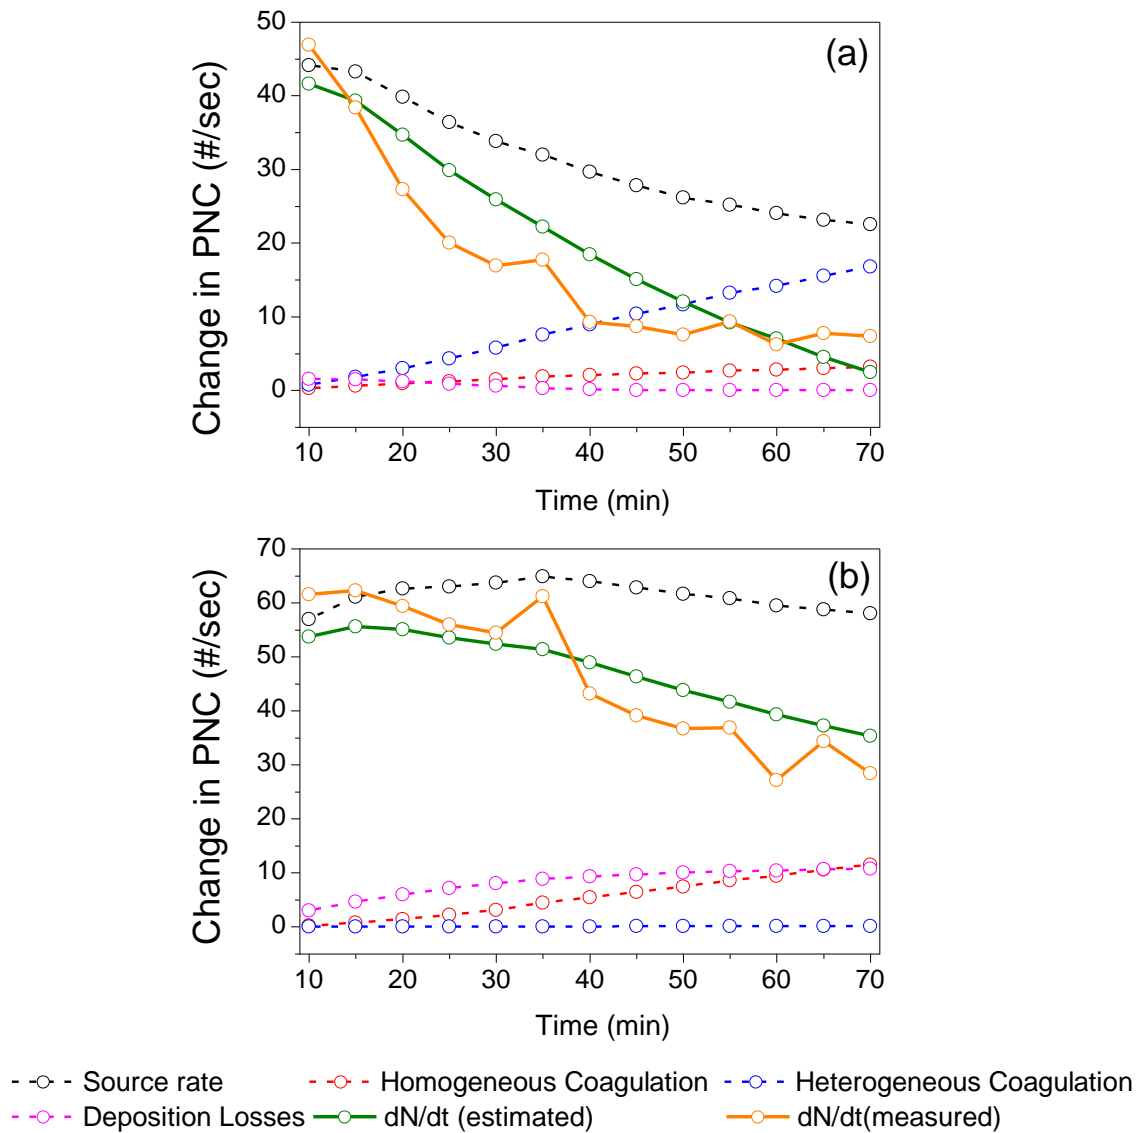 (a)
Change in PNC (#/sec)
50
40
30
20
10
0
10 20 30 40 50 60 70
Time (min)
(b)
Change in PNC (#/sec)
70
60
50
40
30
20
10
0
10 20 30 40 50 60 70
Time (min)
Source rate Homogeneous Coagulation Heterogeneous Coagulation
Deposition Losses dN/dt (estimated) dN/dt(measured)